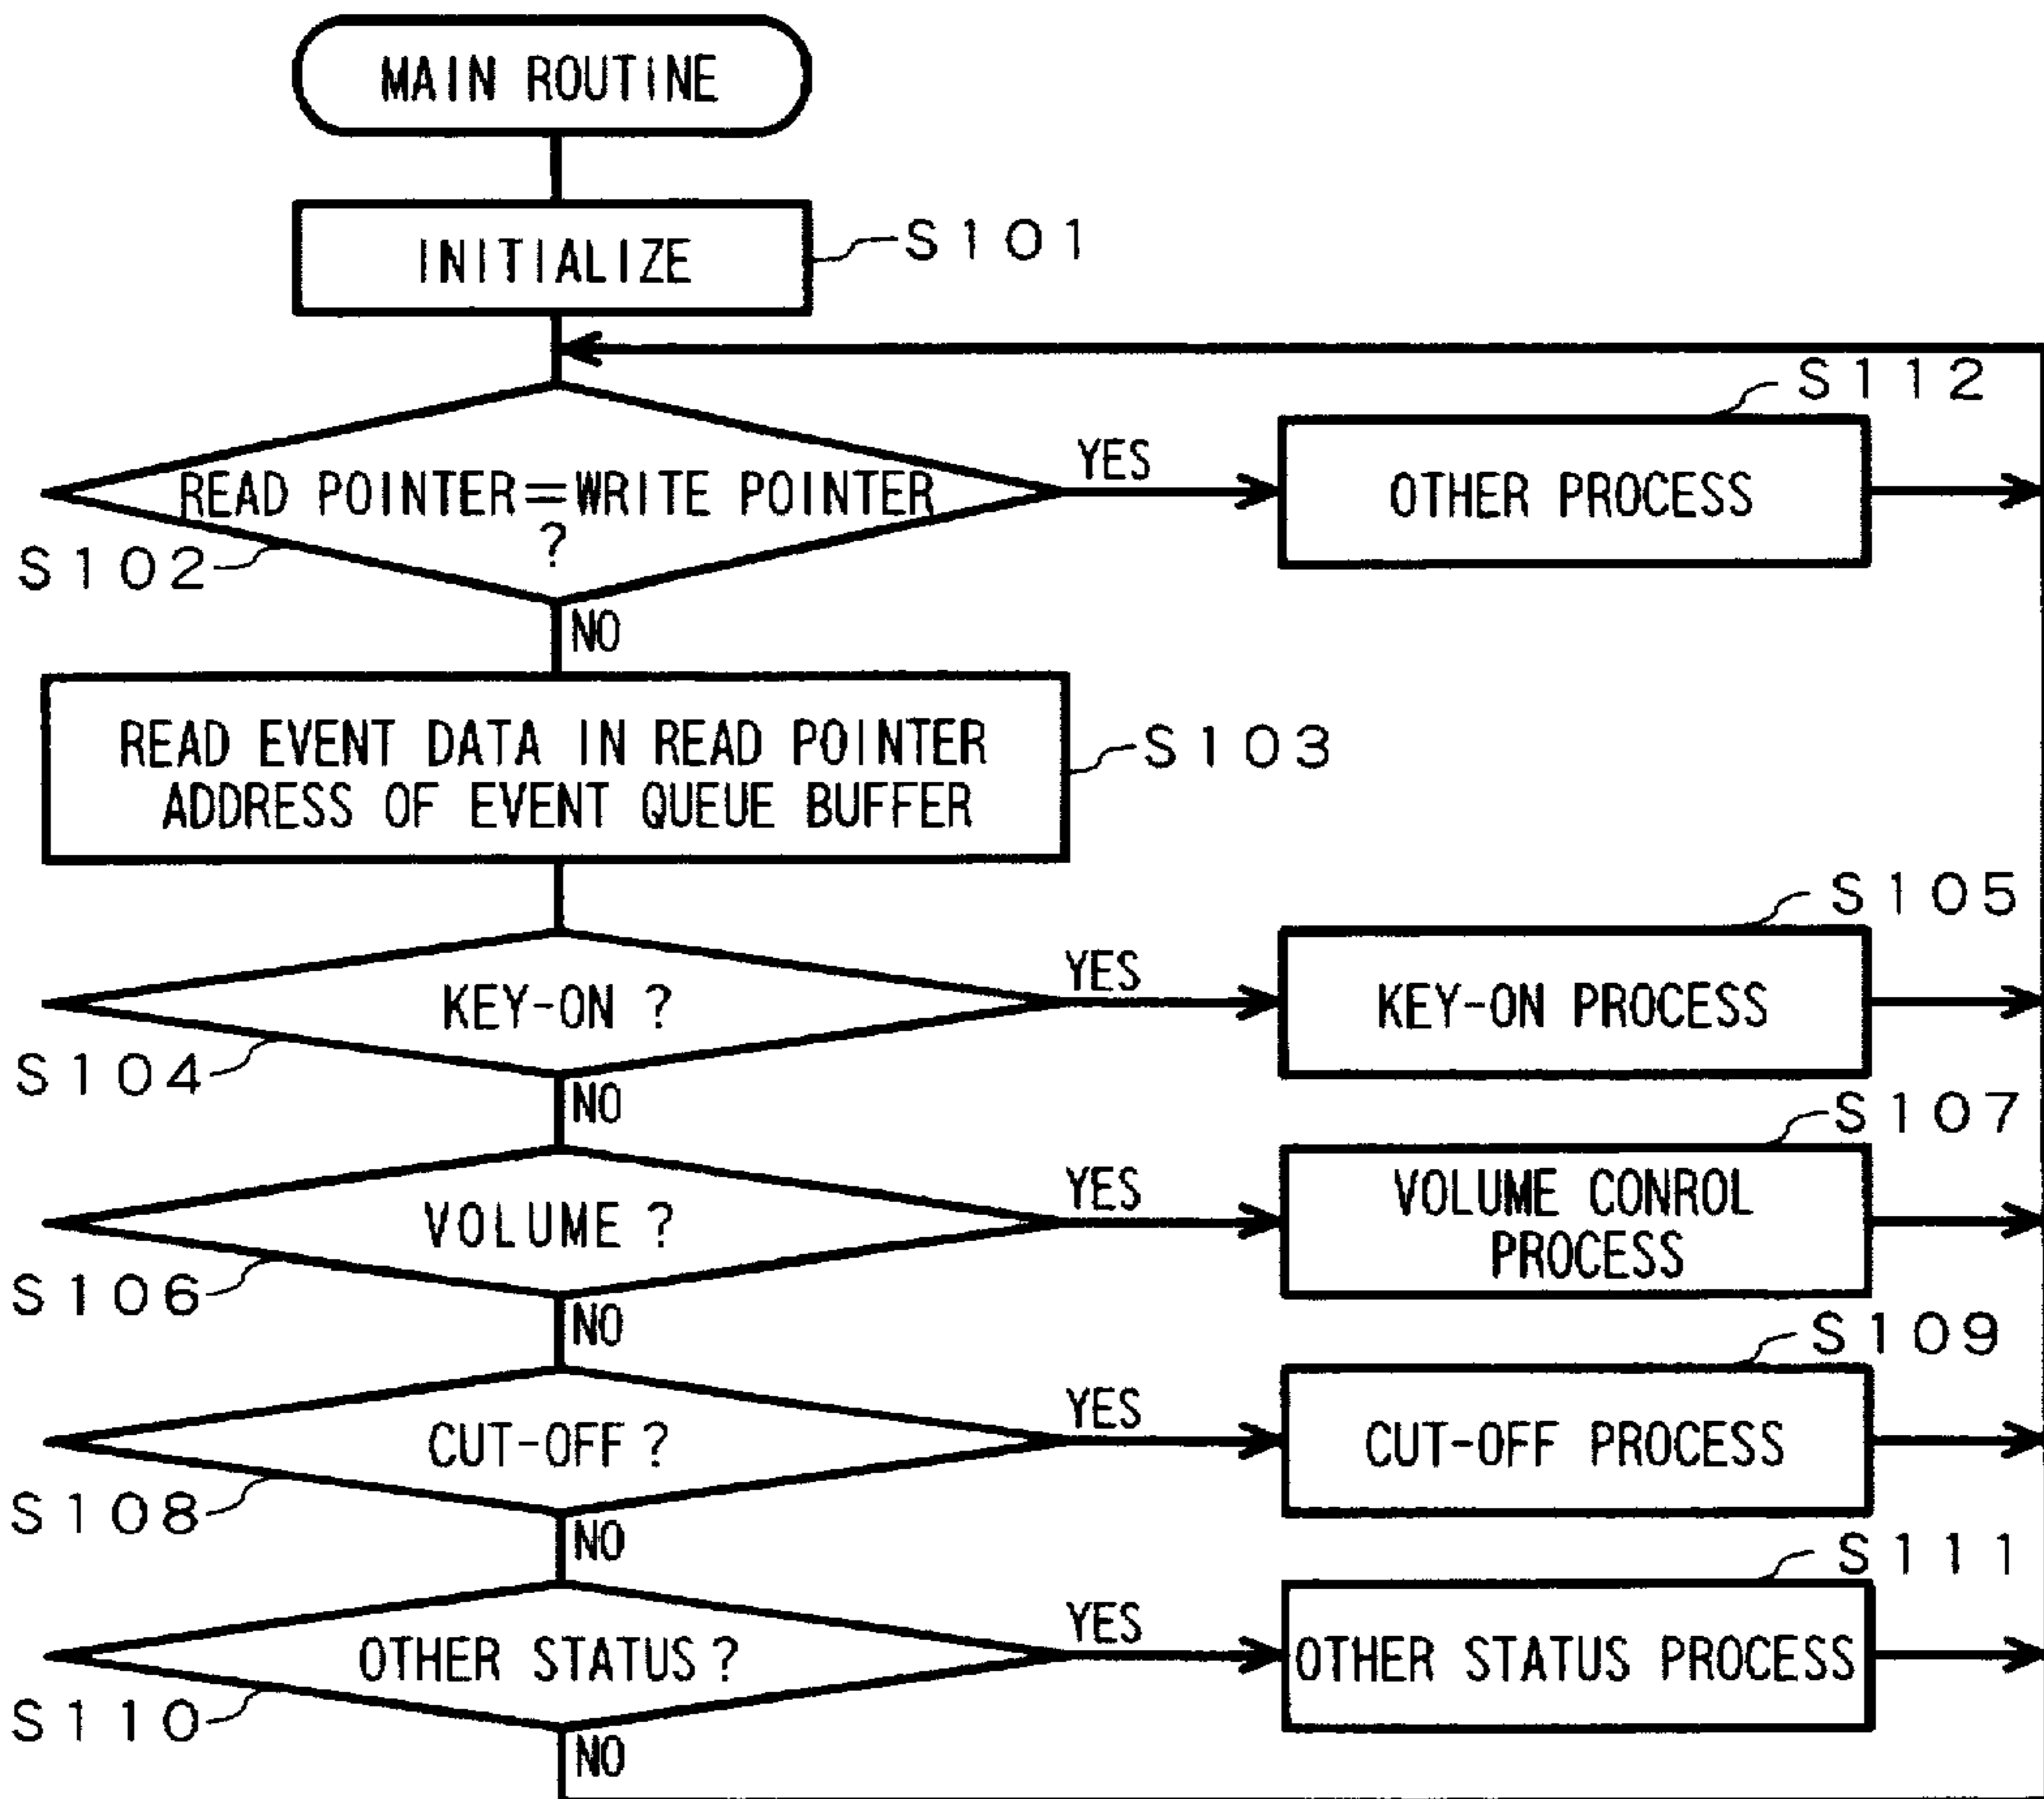 MAIN ROUTINE
INITIALIZE
S101
READ POINTER=WRITE POINTER
?
S102
YES
OTHER PROCESS
S112
NO
READ EVENT DATA IN READ POINTER
ADDRESS OF EVENT QUEUE BUFFER
S103
KEY-ON ?
S104
YES
KEY-ON PROCESS
S105
NO
VOLUME ?
S106
YES
VOLUME CONROL
PROCESS
S107
NO
CUT-OFF ?
S108
YES
CUT-OFF PROCESS
S109
NO
OTHER STATUS ?
S110
YES
OTHER STATUS PROCESS
S111
NO